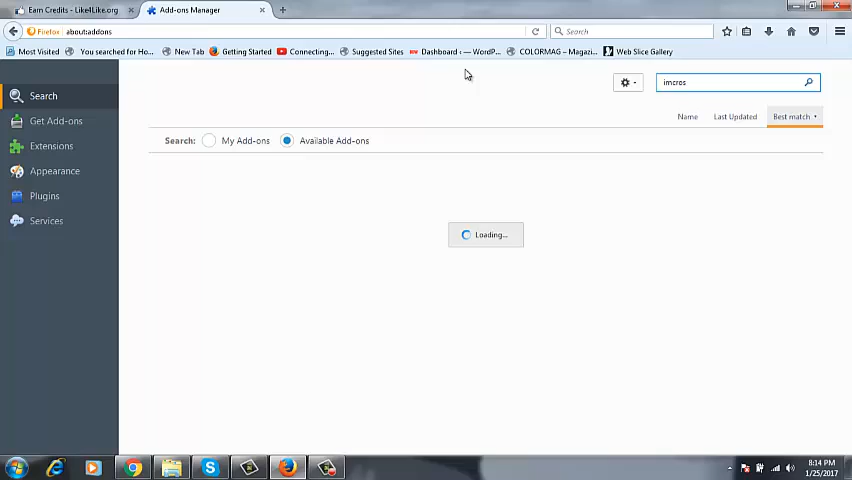 Earn Credits - Like4Like.org
Add-ons Manager
Firefox
about:addons
Search
Most Visited
You searched for Ho...
New Tab
Getting Started
Connecting...
Suggested Sites
Dashboard ‹ — WordP...
COLORMAG – Magazi...
Web Slice Gallery
imcros
Search
Get Add-ons
Extensions
Appearance
Plugins
Services
Name
Last Updated
Best match
Search:
My Add-ons
Available Add-ons
Loading...
8:14 PM
1/25/2017